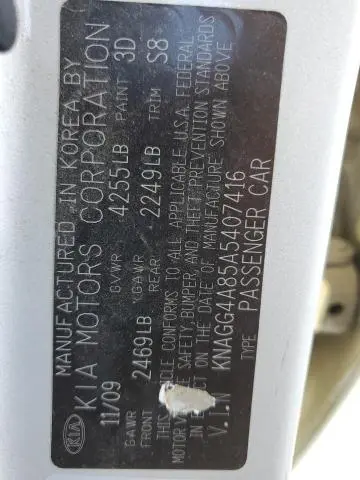 KIA
MANUFACTURED IN KOREA BY
KIA MOTORS CORPORATION
11/09 GVWR 4255LB PAINT 3D
GAWR FRONT 2469LB GAWR REAR 2249LB TRIM S8
THIS VEHICLE CONFORMS TO ALL APPLICABLE U.S.A. FEDERAL
MOTOR VEHICLE SAFETY, BUMPER, AND THEFT PREVENTION STANDARDS
IN EFFECT ON THE DATE OF MANUFACTURE SHOWN ABOVE
V.I.N KNAGG4A85A5407416
TYPE PASSENGER CAR